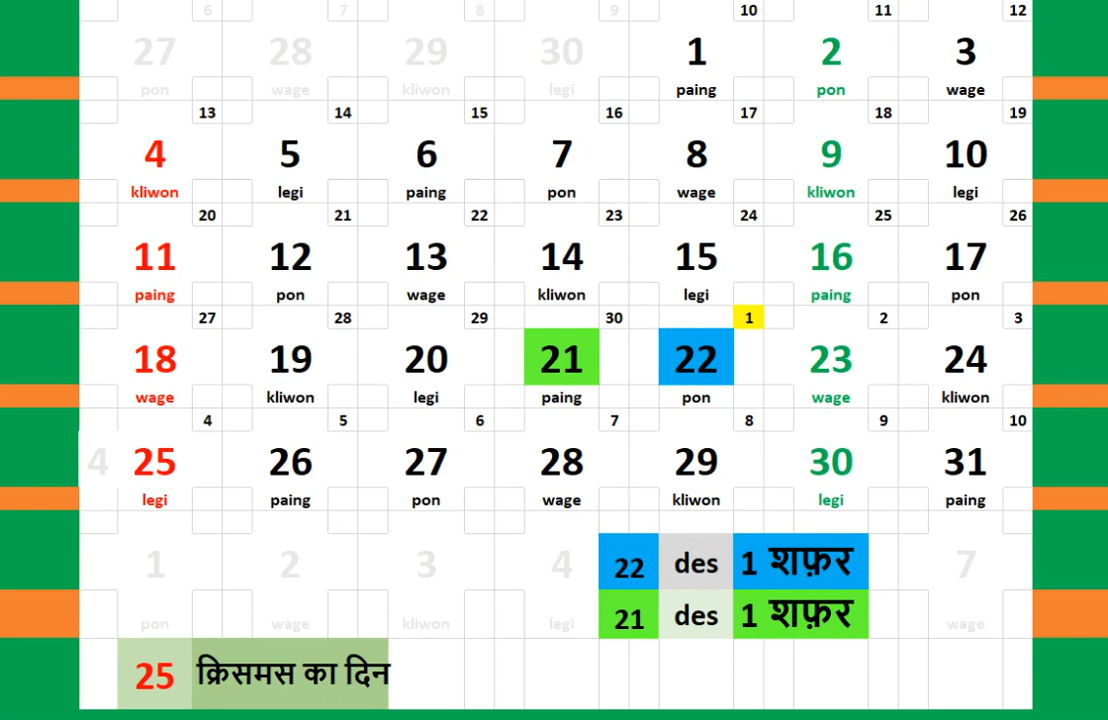 6 7 8 9 10 11 12
27 28 29 30 1 2 3
pon wage kliwon legi paing pon wage
13 14 15 16 17 18 19
4 5 6 7 8 9 10
kliwon legi paing pon wage kliwon legi
20 21 22 23 24 25 26
11 12 13 14 15 16 17
paing pon wage kliwon legi paing pon
27 28 29 30 1 2 3
18 19 20 21 22 23 24
wage kliwon legi paing pon wage kliwon
4 5 6 7 8 9 10
4 25 26 27 28 29 30 31
legi paing pon wage kliwon legi paing
1 2 3 4 22 des 1 शफ़र 7
pon wage kliwon legi 21 des 1 शफ़र wage
25 क्रिसमस का दिन